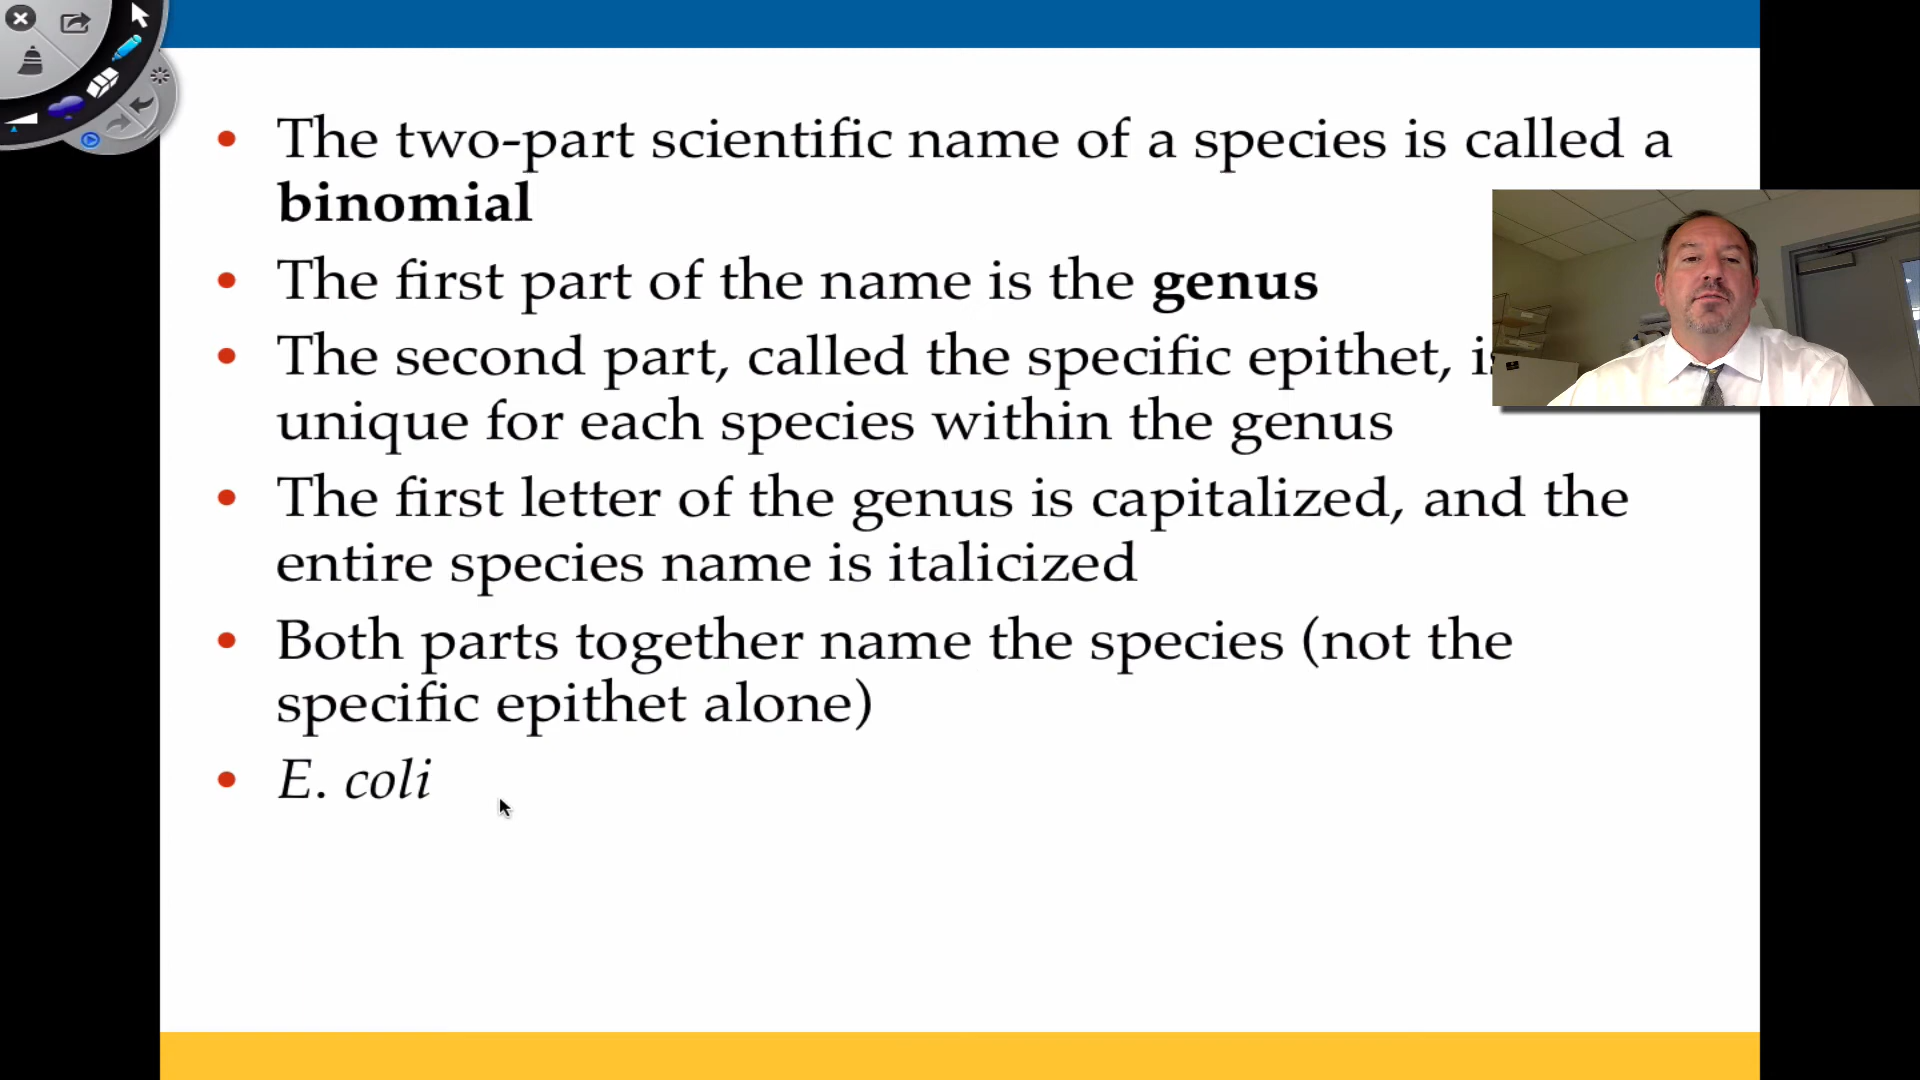 The two-part scientific name of a species is called a
binomial
The first part of the name is the genus
The second part, called the specific epithet,
unique for each species within the genus
The first letter of the genus is capitalized, and the
entire species name is italicized
Both parts together name the species (not the
specific epithet alone)
E. coli